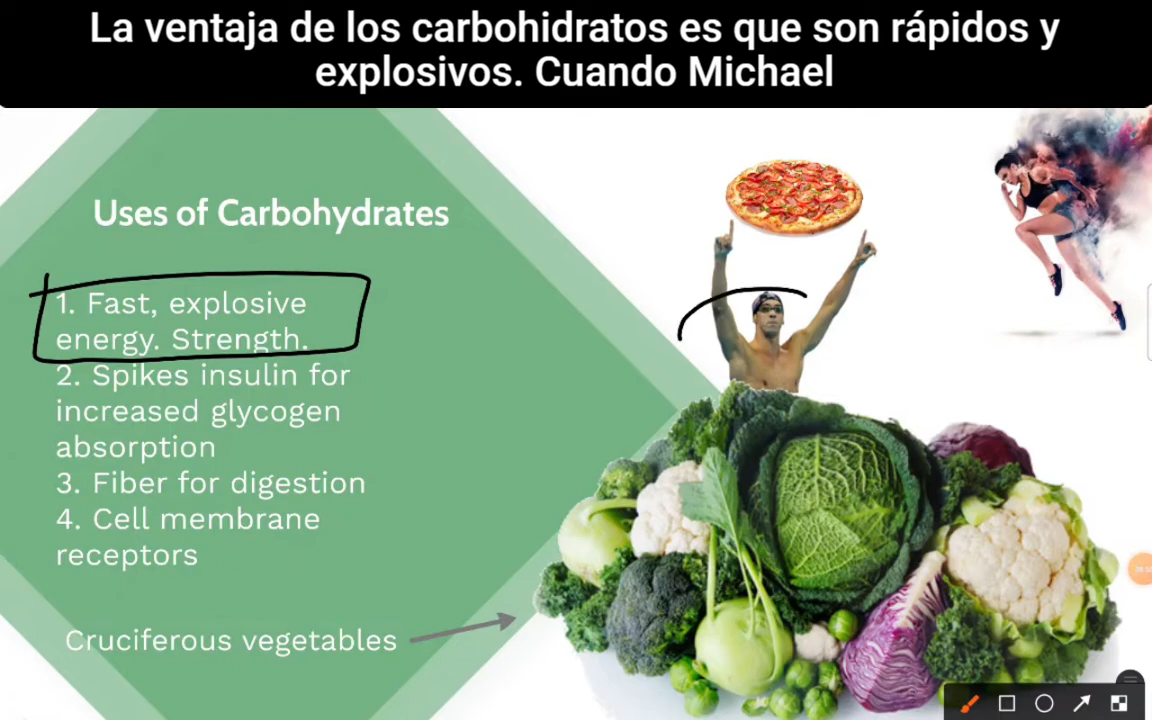 La ventaja de los carbohidratos es que son rápidos y
explosivos. Cuando Michael
Uses of Carbohydrates
1. Fast, explosive
energy. Strength.
2. Spikes insulin for
increased glycogen
absorption
3. Fiber for digestion
4. Cell membrane
receptors
Cruciferous vegetables